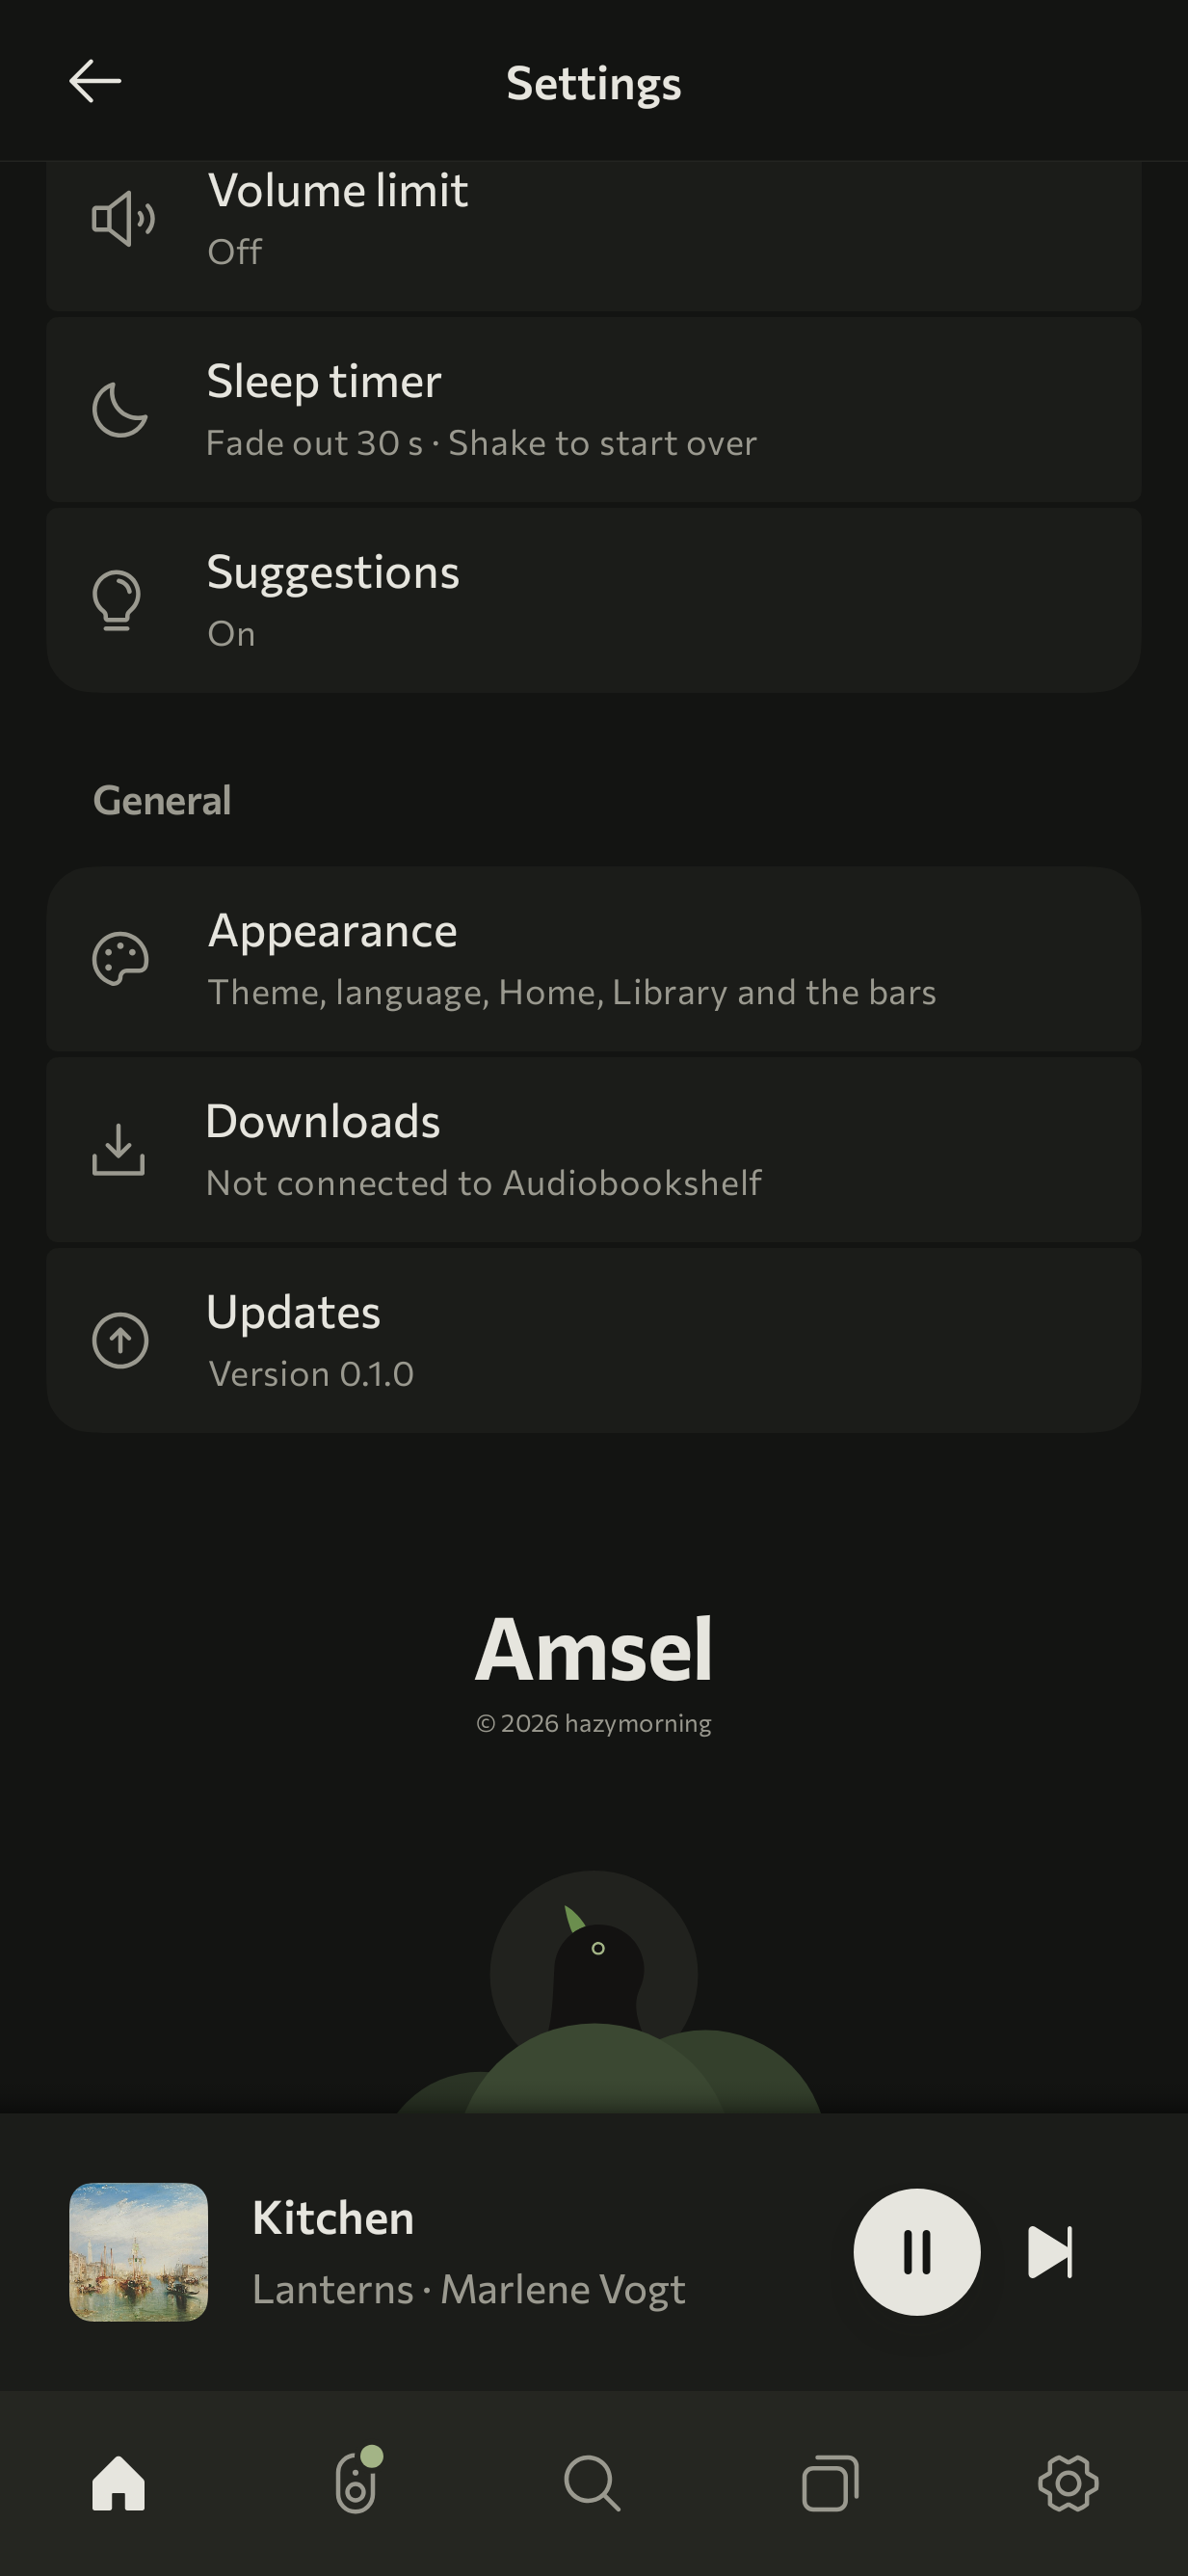 Settings
Volume limit
Off
Sleep timer
Fade out 30 s · Shake to start over
Suggestions
On
General
Appearance
Theme, language, Home, Library and the bars
Downloads
Not connected to Audiobookshelf
Updates
Version 0.1.0
Amsel
© 2026 hazymorning
Kitchen
Lanterns · Marlene Vogt